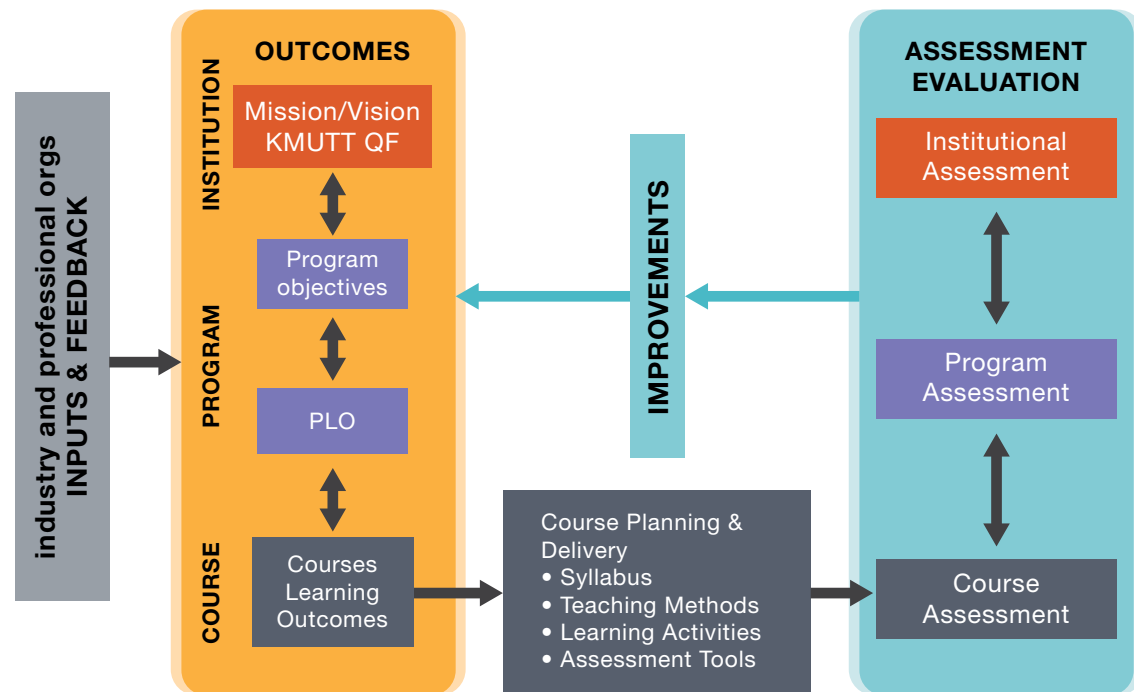 industry and professional orgs
INPUTS & FEEDBACK
OUTCOMES
INSTITUTION
Mission/Vision
KMUTT QF
PROGRAM
Program
objectives
PLO
COURSE
Courses
Learning
Outcomes
Course Planning &
Delivery
• Syllabus
• Teaching Methods
• Learning Activities
• Assessment Tools
IMPROVEMENTS
ASSESSMENT
EVALUATION
Institutional
Assessment
Program
Assessment
Course
Assessment